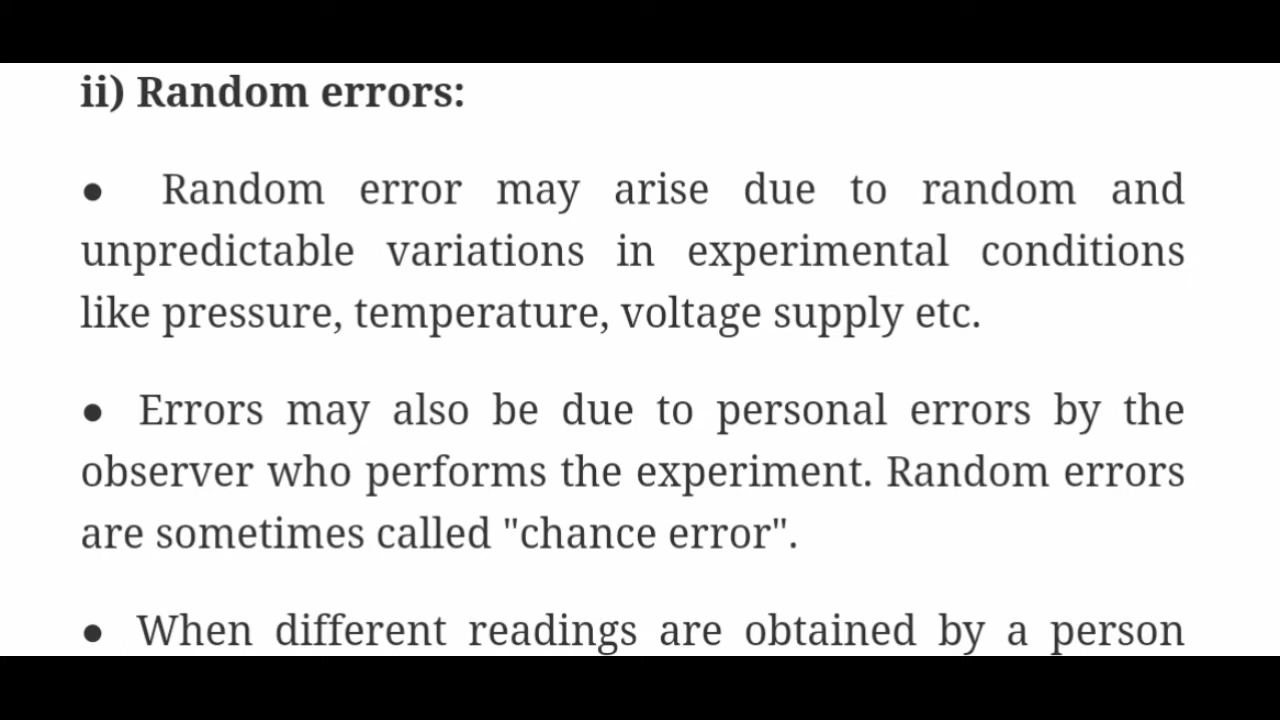 ii) Random errors:
● Random error may arise due to random and
unpredictable variations in experimental conditions
like pressure, temperature, voltage supply etc.
● Errors may also be due to personal errors by the
observer who performs the experiment. Random errors
are sometimes called "chance error".
● When different readings are obtained by a person